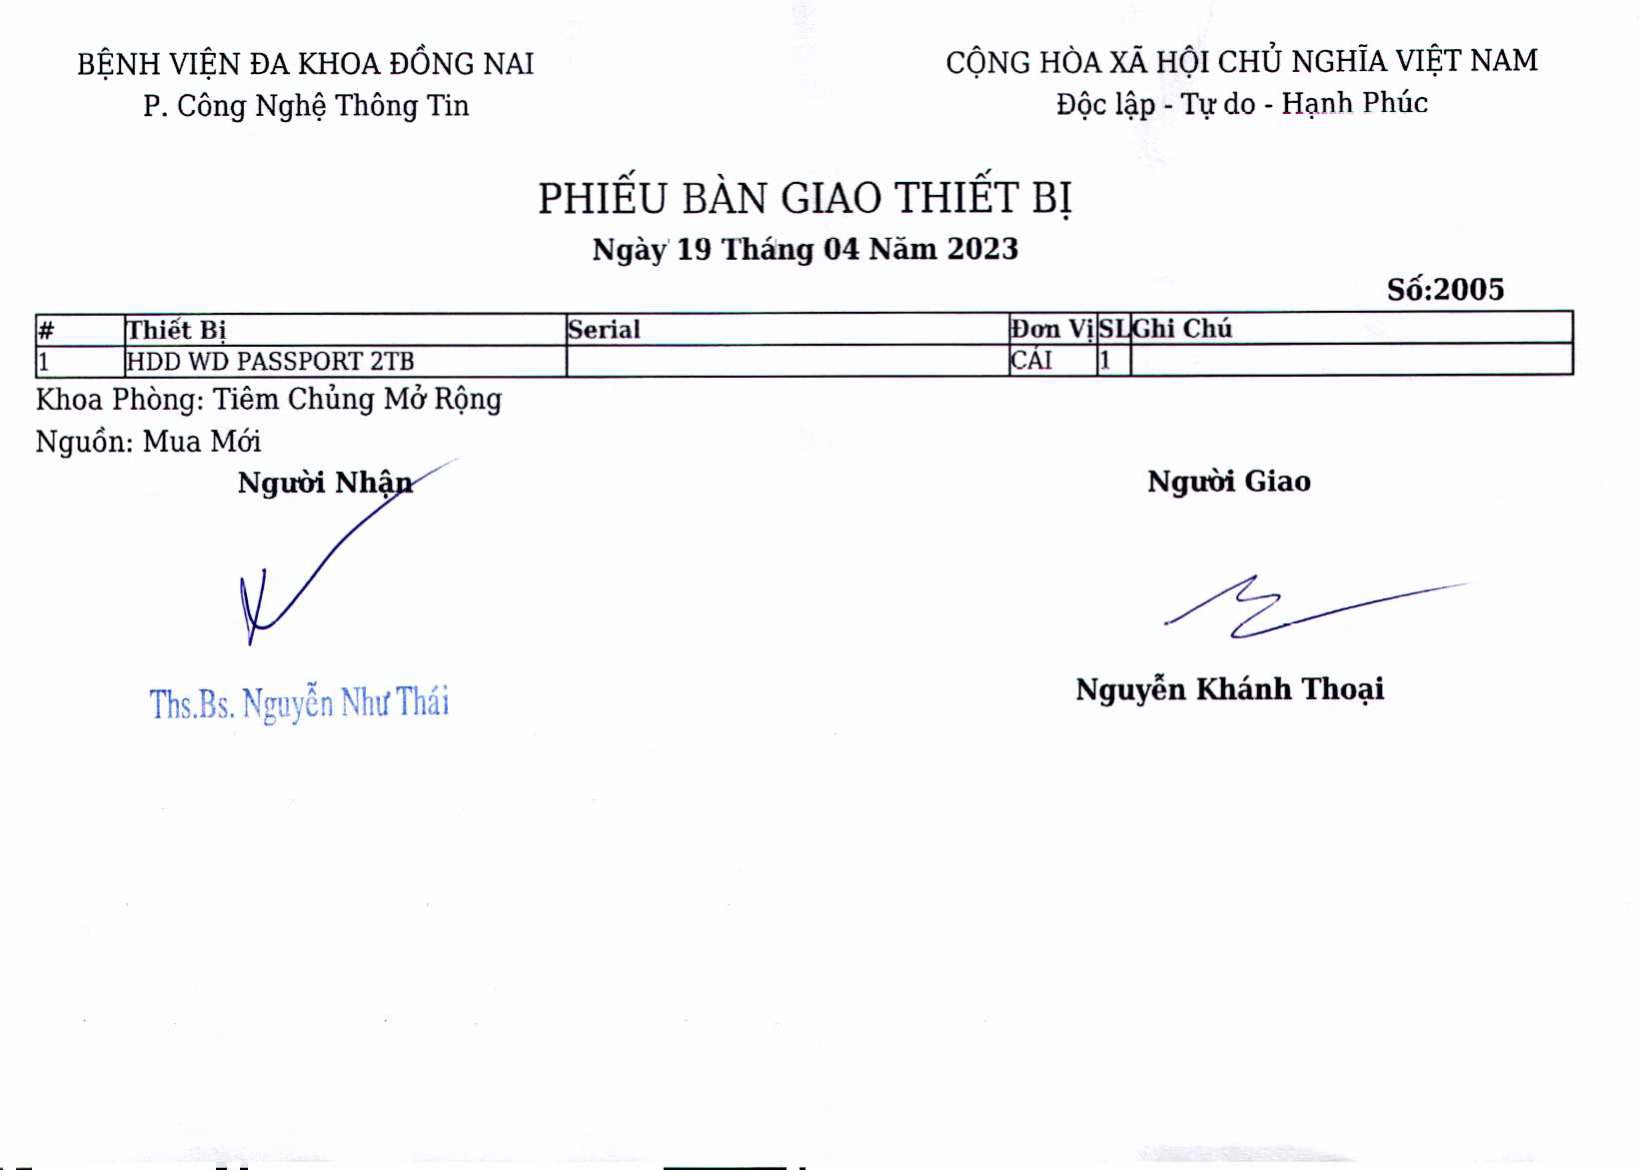 BỆNH VIỆN ĐA KHOA ĐỒNG NAI
P. Công Nghệ Thông Tin
CỘNG HÒA XÃ HỘI CHỦ NGHĨA VIỆT NAM
Độc lập - Tự do - Hạnh Phúc
PHIẾU BÀN GIAO THIẾT BỊ
Ngày 19 Tháng 04 Năm 2023
Số:2005
# Thiết Bị Serial Đơn Vị SL Ghi Chú
1 HDD WD PASSPORT 2TB CÁI 1
Khoa Phòng: Tiêm Chủng Mở Rộng
Nguồn: Mua Mới
Người Nhận Người Giao
Ths.Bs. Nguyễn Như Thái
Nguyễn Khánh Thoại